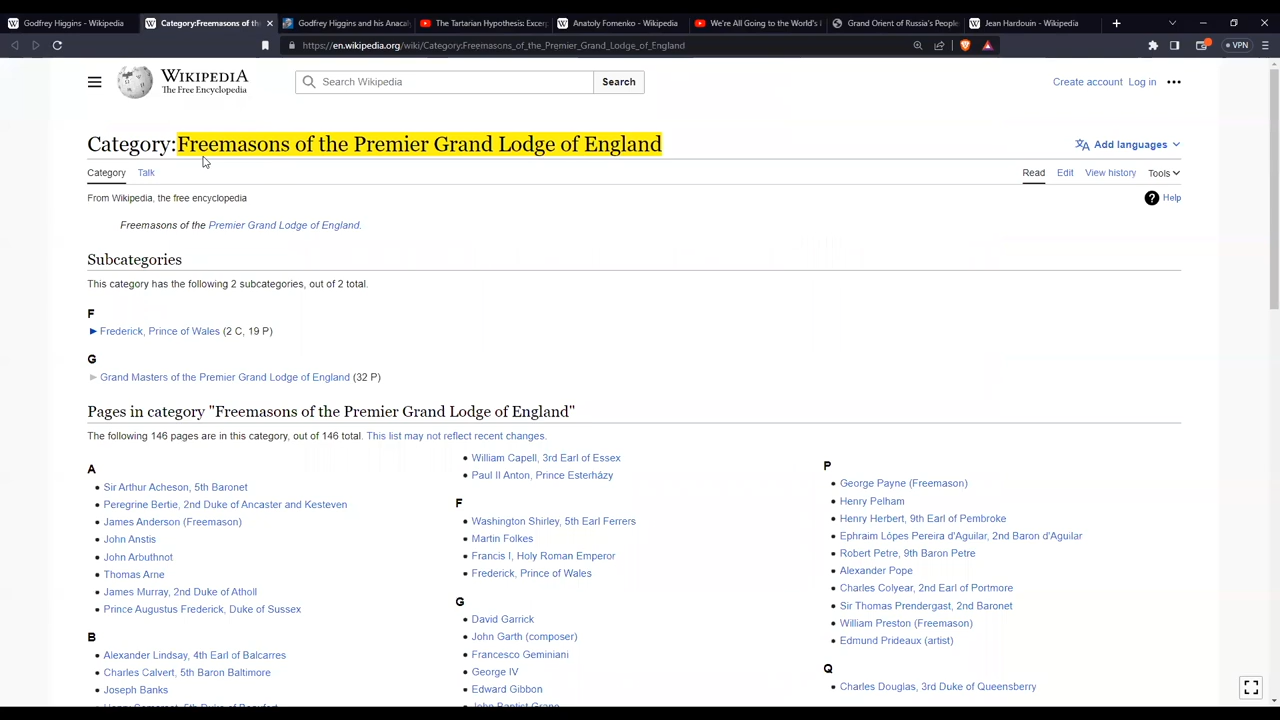 Godfrey Higgins - Wikipedia
Category:Freemasons of the
Godfrey Higgins and his Anacal
The Tartarian Hypothesis: Excerp
Anatoly Fomenko - Wikipedia
We're All Going to the World's
Grand Orient of Russia's People
Jean Hardouin - Wikipedia
https://en.wikipedia.org/wiki/Category:Freemasons_of_the_Premier_Grand_Lodge_of_England
VPN
WIKIPEDIA
The Free Encyclopedia
Search Wikipedia
Search
Create account Log in
Category:Freemasons of the Premier Grand Lodge of England
Add languages
Category Talk
Read Edit View history Tools
From Wikipedia, the free encyclopedia
Help
Freemasons of the Premier Grand Lodge of England.
Subcategories
This category has the following 2 subcategories, out of 2 total.
F
Frederick, Prince of Wales (2 C, 19 P)
G
Grand Masters of the Premier Grand Lodge of England (32 P)
Pages in category "Freemasons of the Premier Grand Lodge of England"
The following 146 pages are in this category, out of 146 total. This list may not reflect recent changes.
A
Sir Arthur Acheson, 5th Baronet
Peregrine Bertie, 2nd Duke of Ancaster and Kesteven
James Anderson (Freemason)
John Anstis
John Arbuthnot
Thomas Arne
James Murray, 2nd Duke of Atholl
Prince Augustus Frederick, Duke of Sussex
B
Alexander Lindsay, 4th Earl of Balcarres
Charles Calvert, 5th Baron Baltimore
Joseph Banks
Henry Somerset, 5th Duke of Beaufort
William Capell, 3rd Earl of Essex
Paul II Anton, Prince Esterházy
F
Washington Shirley, 5th Earl Ferrers
Martin Folkes
Francis I, Holy Roman Emperor
Frederick, Prince of Wales
G
David Garrick
John Garth (composer)
Francesco Geminiani
George IV
Edward Gibbon
John Baptist Grano
P
George Payne (Freemason)
Henry Pelham
Henry Herbert, 9th Earl of Pembroke
Ephraim Lópes Pereira d'Aguilar, 2nd Baron d'Aguilar
Robert Petre, 9th Baron Petre
Alexander Pope
Charles Colyear, 2nd Earl of Portmore
Sir Thomas Prendergast, 2nd Baronet
William Preston (Freemason)
Edmund Prideaux (artist)
Q
Charles Douglas, 3rd Duke of Queensberry